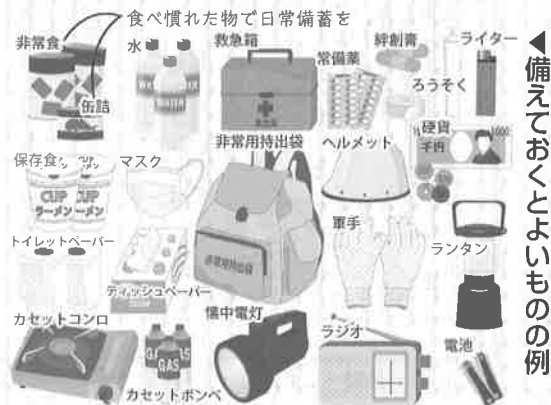 ◀備えておくとよいものの例
食べ慣れた物で日常備蓄を
非常食
缶詰
水
WATER
救急箱
常備薬
絆創膏
ろうそく
ライター
硬貨
千円
1000
保存食
CUP
ラーメン
マスク
非常用持出袋
非常用持出袋
ヘルメット
軍手
ランタン
トイレットペーパー
ティッシュペーパー
カセットコンロ
GAS
GAS
カセットボンベ
懐中電灯
ラジオ
電池